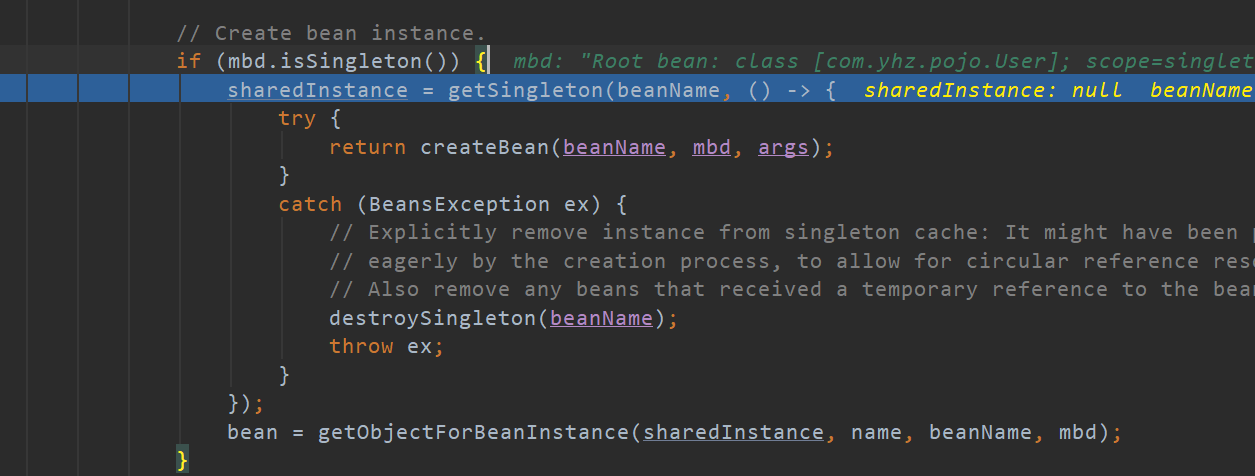 // Create bean instance.
if (mbd.isSingleton()) { mbd: "Root bean: class [com.yhz.pojo.User]; scope=singlet
sharedInstance = getSingleton(beanName, () -> { sharedInstance: null beanName
try {
return createBean(beanName, mbd, args);
}
catch (BeansException ex) {
// Explicitly remove instance from singleton cache: It might have been
// eagerly by the creation process, to allow for circular reference reso
// Also remove any beans that received a temporary reference to the bea
destroySingleton(beanName);
throw ex;
}
});
bean = getObjectForBeanInstance(sharedInstance, name, beanName, mbd);
}